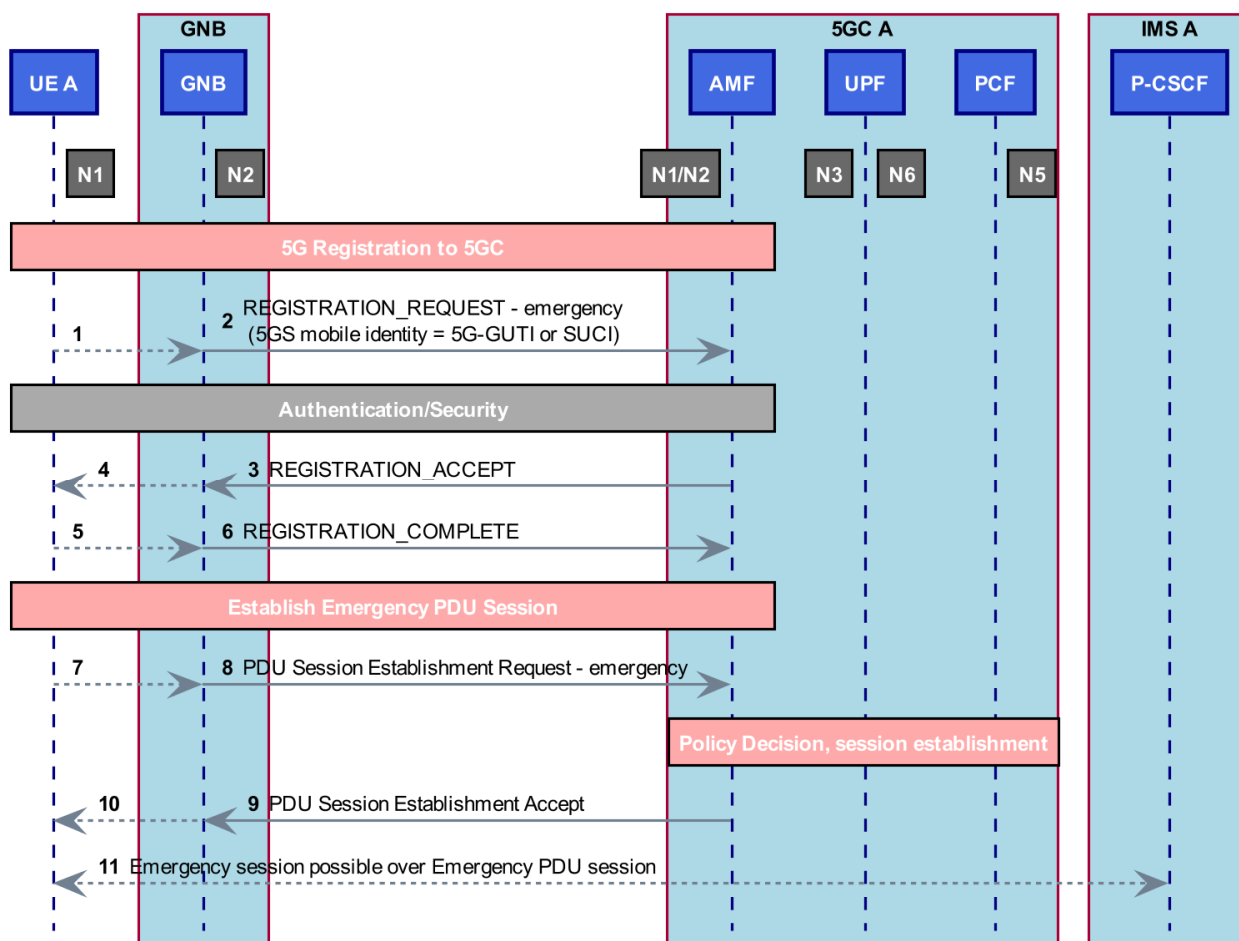 GNB
5GC A
IMS A
UE A
GNB
AMF
UPF
PCF
P-CSCF
N1
N2
N1/N2
N3
N6
N5
5G Registration to 5GC
1
2 REGISTRATION_REQUEST - emergency
(5GS mobile identity = 5G-GUTI or SUCI)
Authentication/Security
4
3 REGISTRATION_ACCEPT
5
6 REGISTRATION_COMPLETE
Establish Emergency PDU Session
7
8 PDU Session Establishment Request - emergency
Policy Decision, session establishment
10
9 PDU Session Establishment Accept
11 Emergency session possible over Emergency PDU session